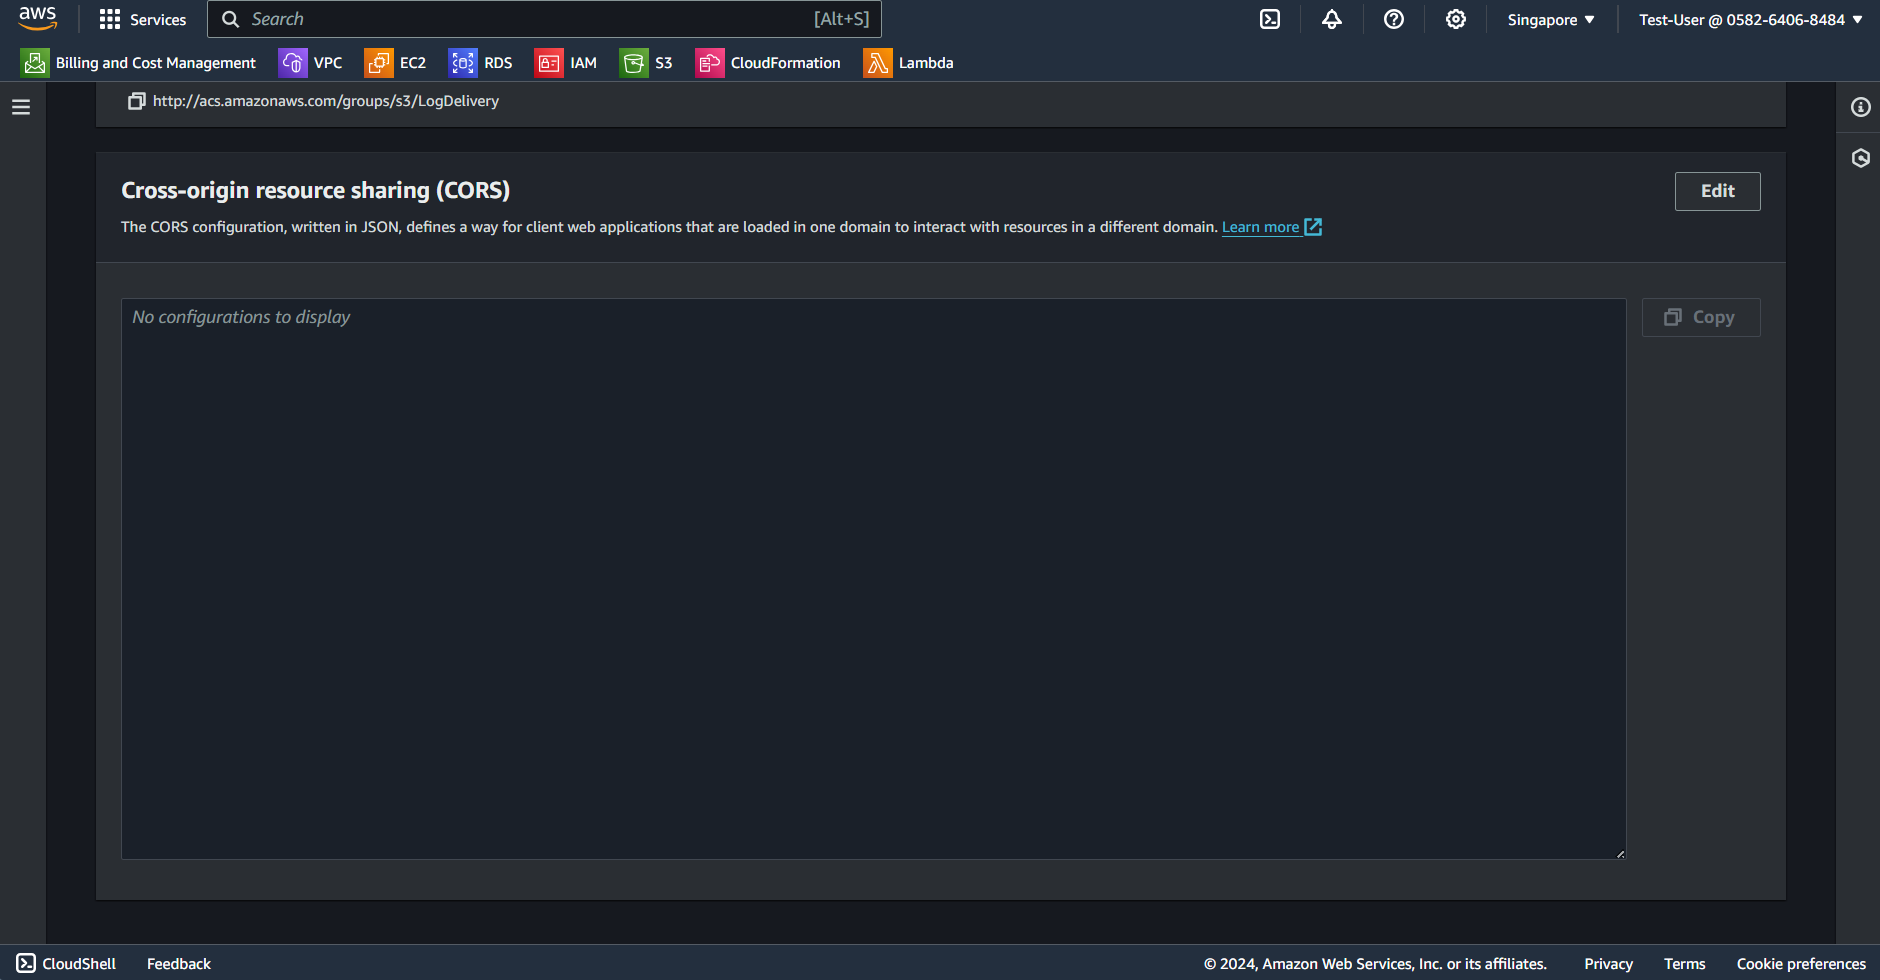 aws
Services
Search
[Alt+S]
Singapore
Test-User @ 0582-6406-8484
Billing and Cost Management
VPC
EC2
RDS
IAM
S3
CloudFormation
Lambda
http://acs.amazonaws.com/groups/s3/LogDelivery
Cross-origin resource sharing (CORS)
Edit
The CORS configuration, written in JSON, defines a way for client web applications that are loaded in one domain to interact with resources in a different domain. Learn more
No configurations to display
Copy
CloudShell
Feedback
© 2024, Amazon Web Services, Inc. or its affiliates.
Privacy
Terms
Cookie preferences